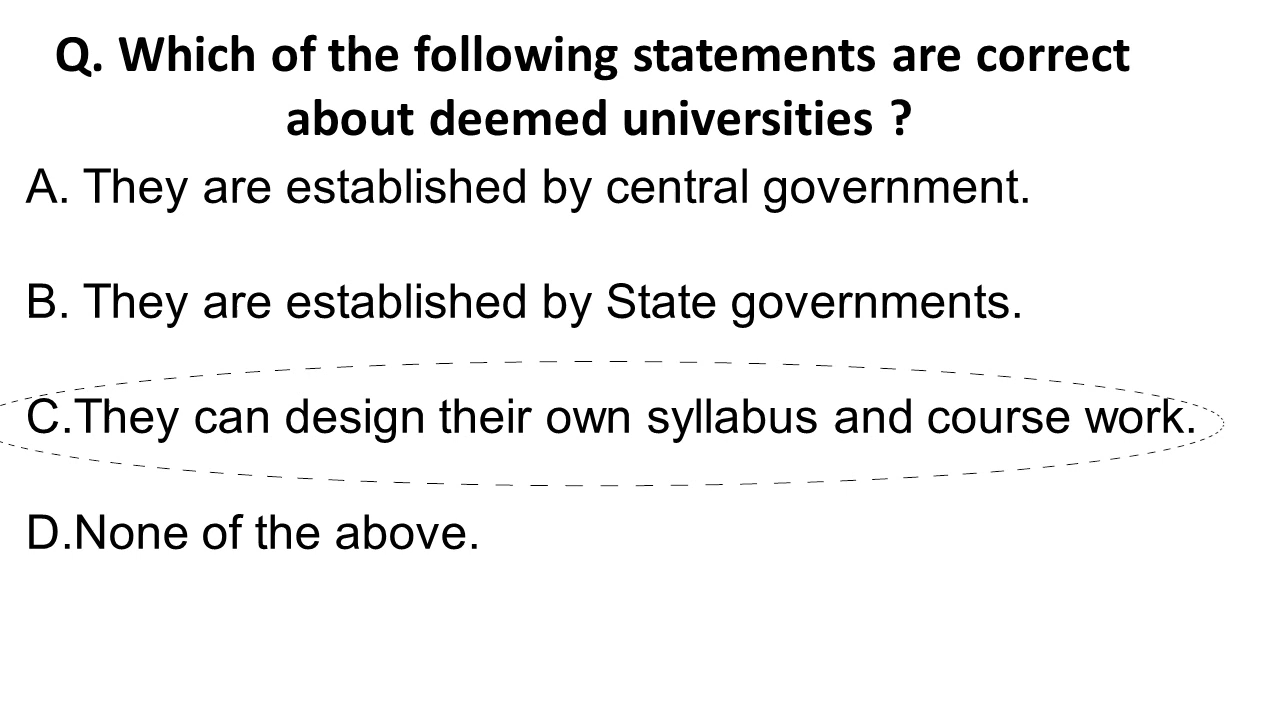 Q. Which of the following statements are correct
about deemed universities ?
A. They are established by central government.
B. They are established by State governments.
C.They can design their own syllabus and course work.
D.None of the above.